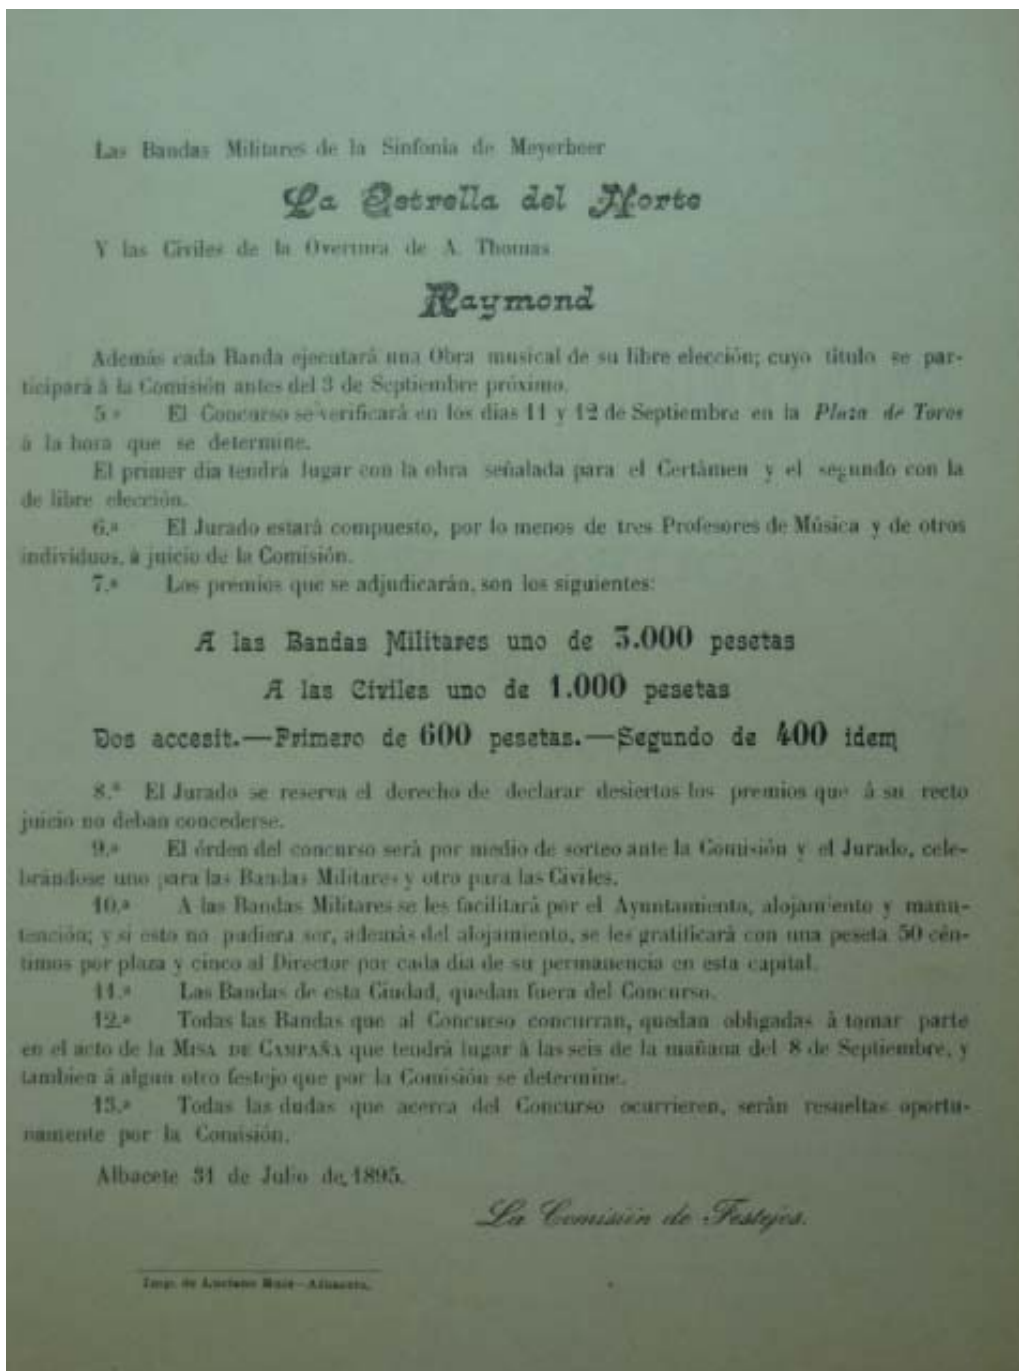 Las Bandas Militares de la Sinfonia de Meyerbeer
La Estrella del Norte
Y las Civiles de la Overtura de A. Thomas
Raymond
Además cada Banda ejecutará una Obra musical de su libre elección; cuyo titulo se par-
ticipará á la Comisión antes del 3 de Septiembre próximo.
5.ª El Concurso se verificará en los dias 11 y 12 de Septiembre en la Plaza de Toros
á la hora que se determine.
El primer dia tendrá lugar con la obra señalada para el Certámen y el segundo con la
de libre elección.
6.ª El Jurado estará compuesto, por lo menos de tres Profesores de Música y de otros
individuos, á juicio de la Comisión.
7.ª Los premios que se adjudicarán, son los siguientes:
A las Bandas Militares uno de 3.000 pesetas
A las Civiles uno de 1.000 pesetas
Dos accesit.—Primero de 600 pesetas.—Segundo de 400 idem
8.ª El Jurado se reserva el derecho de declarar desiertos los premios que á su recto
juicio no deban concederse.
9.ª El órden del concurso será por medio de sorteo ante la Comisión y el Jurado, cele-
brándose uno para las Bandas Militares y otro para las Civiles.
10.ª A las Bandas Militares se les facilitará por el Ayuntamiento, alojamiento y manu-
tención; y si esto no pudiera ser, además del alojamiento, se les gratificará con una peseta 50 cén-
timos por plaza y cinco al Director por cada dia de su permanencia en esta capital.
11.ª Las Bandas de esta Ciudad, quedan fuera del Concurso.
12.ª Todas las Bandas que al Concurso concurran, quedan obligadas á tomar parte
en el acto de la MISA DE CAMPAÑA que tendrá lugar á las seis de la mañana del 8 de Septiembre, y
tambien á algun otro festejo que por la Comisión se determine.
13.ª Todas las dudas que acerca del Concurso ocurrieren, serán resueltas oportu-
namente por la Comisión.
Albacete 31 de Julio de 1895.
La Comisión de Festejos.
Imp. de Luciano Ruiz—Albacete.